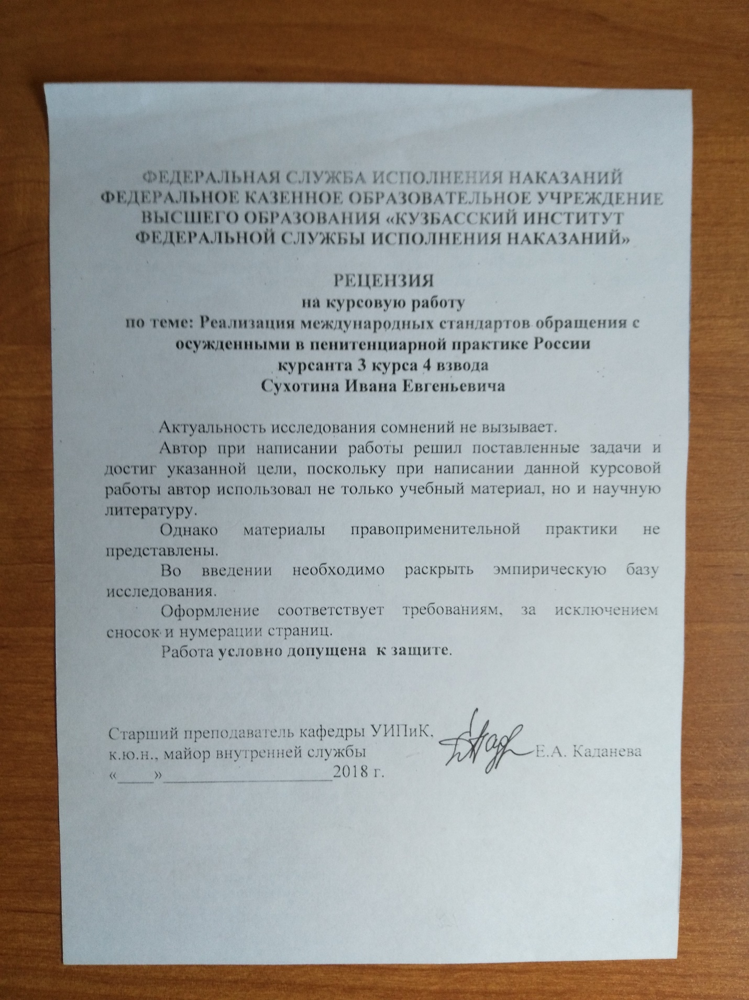 ФЕДЕРАЛЬНАЯ СЛУЖБА ИСПОЛНЕНИЯ НАКАЗАНИЙ
ФЕДЕРАЛЬНОЕ КАЗЕННОЕ ОБРАЗОВАТЕЛЬНОЕ УЧРЕЖДЕНИЕ
ВЫСШЕГО ОБРАЗОВАНИЯ «КУЗБАССКИЙ ИНСТИТУТ
ФЕДЕРАЛЬНОЙ СЛУЖБЫ ИСПОЛНЕНИЯ НАКАЗАНИЙ»
РЕЦЕНЗИЯ
на курсовую работу
по теме: Реализация международных стандартов обращения с
осужденными в пенитенциарной практике России
курсанта 3 курса 4 взвода
Сухотина Ивана Евгеньевича
Актуальность исследования сомнений не вызывает.
Автор при написании работы решил поставленные задачи и
достиг указанной цели, поскольку при написании данной курсовой
работы автор использовал не только учебный материал, но и научную
литературу.
Однако материалы правоприменительной практики не
представлены.
Во введении необходимо раскрыть эмпирическую базу
исследования.
Оформление соответствует требованиям, за исключением
сносок и нумерации страниц.
Работа условно допущена к защите.
Старший преподаватель кафедры УИПиК,
к.ю.н., майор внутренней службы Е.А. Каданева
«_____»_______________________2018 г.